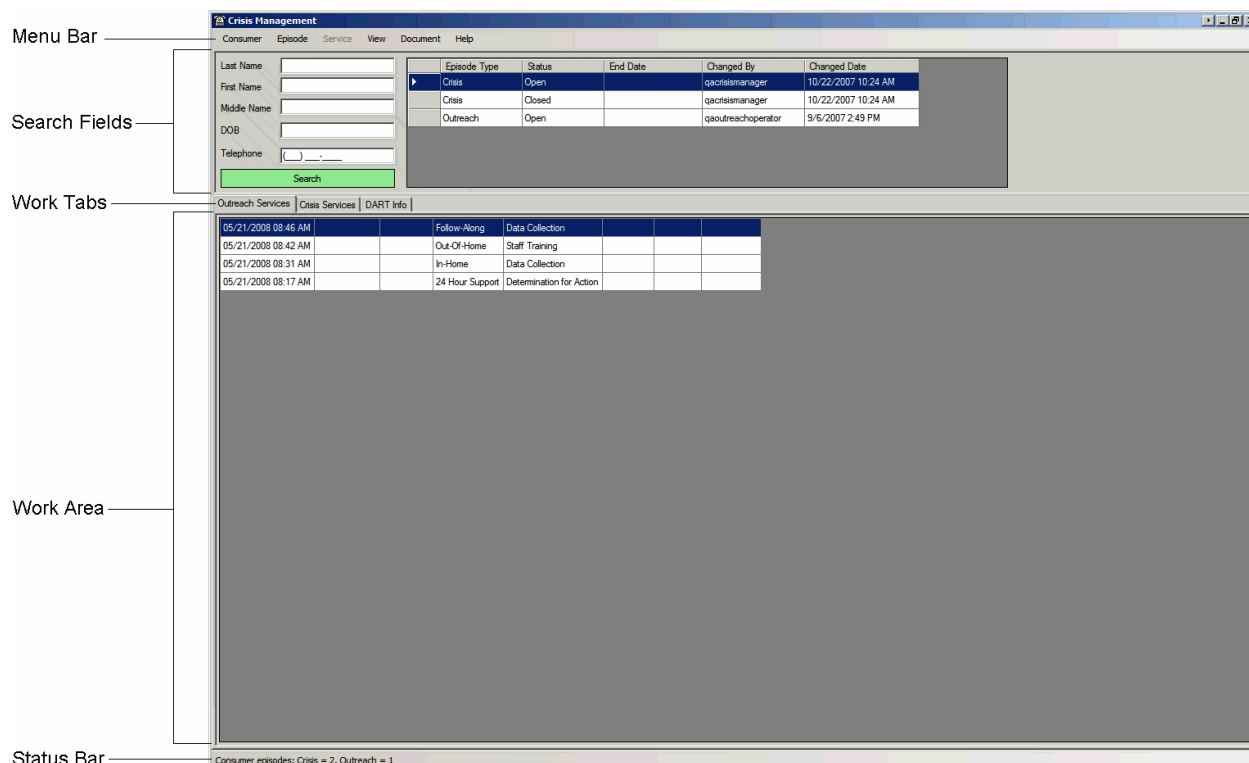 Crisis Management
Menu Bar
Consumer Episode Service View Document Help
Search Fields
Last Name
First Name
Middle Name
DOB
Telephone (___) ___-____
Search
Episode Type Status End Date Changed By Changed Date
Crisis Open qacrisismanager 10/22/2007 10:24 AM
Crisis Closed qacrisismanager 10/22/2007 10:24 AM
Outreach Open qaoutreachoperator 9/6/2007 2:49 PM
Work Tabs
Outreach Services Crisis Services DART Info
05/21/2008 08:46 AM Follow-Along Data Collection
05/21/2008 08:42 AM Out-Of-Home Staff Training
05/21/2008 08:31 AM In-Home Data Collection
05/21/2008 08:17 AM 24 Hour Support Determination for Action
Work Area
Status Bar
Consumer episodes: Crisis = 2, Outreach = 1